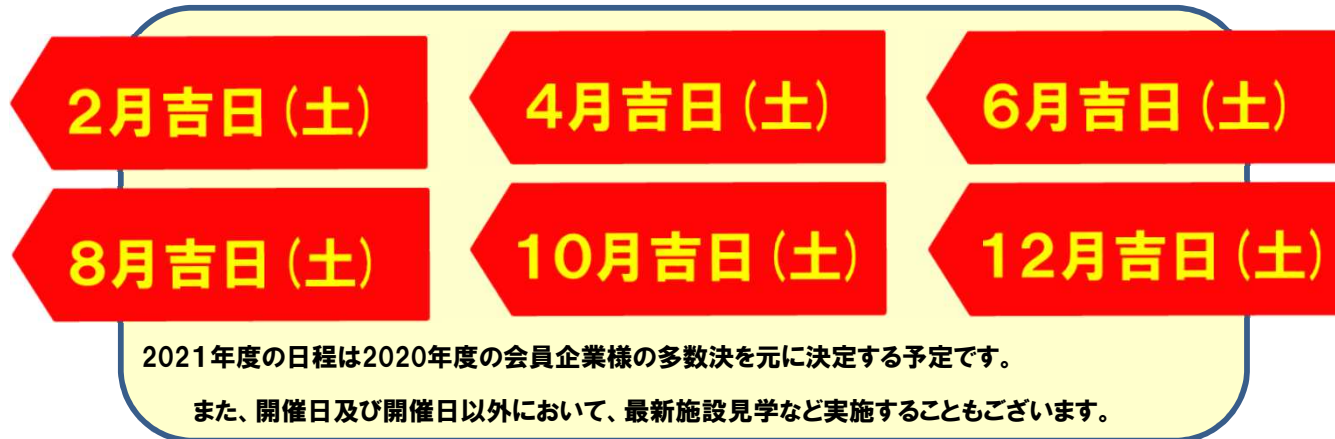 2月吉日(土)
4月吉日(土)
6月吉日(土)
8月吉日(土)
10月吉日(土)
12月吉日(土)
2021年度の日程は2020年度の会員企業様の多数決を元に決定する予定です。
また、開催日及び開催日以外において、最新施設見学など実施することもございます。